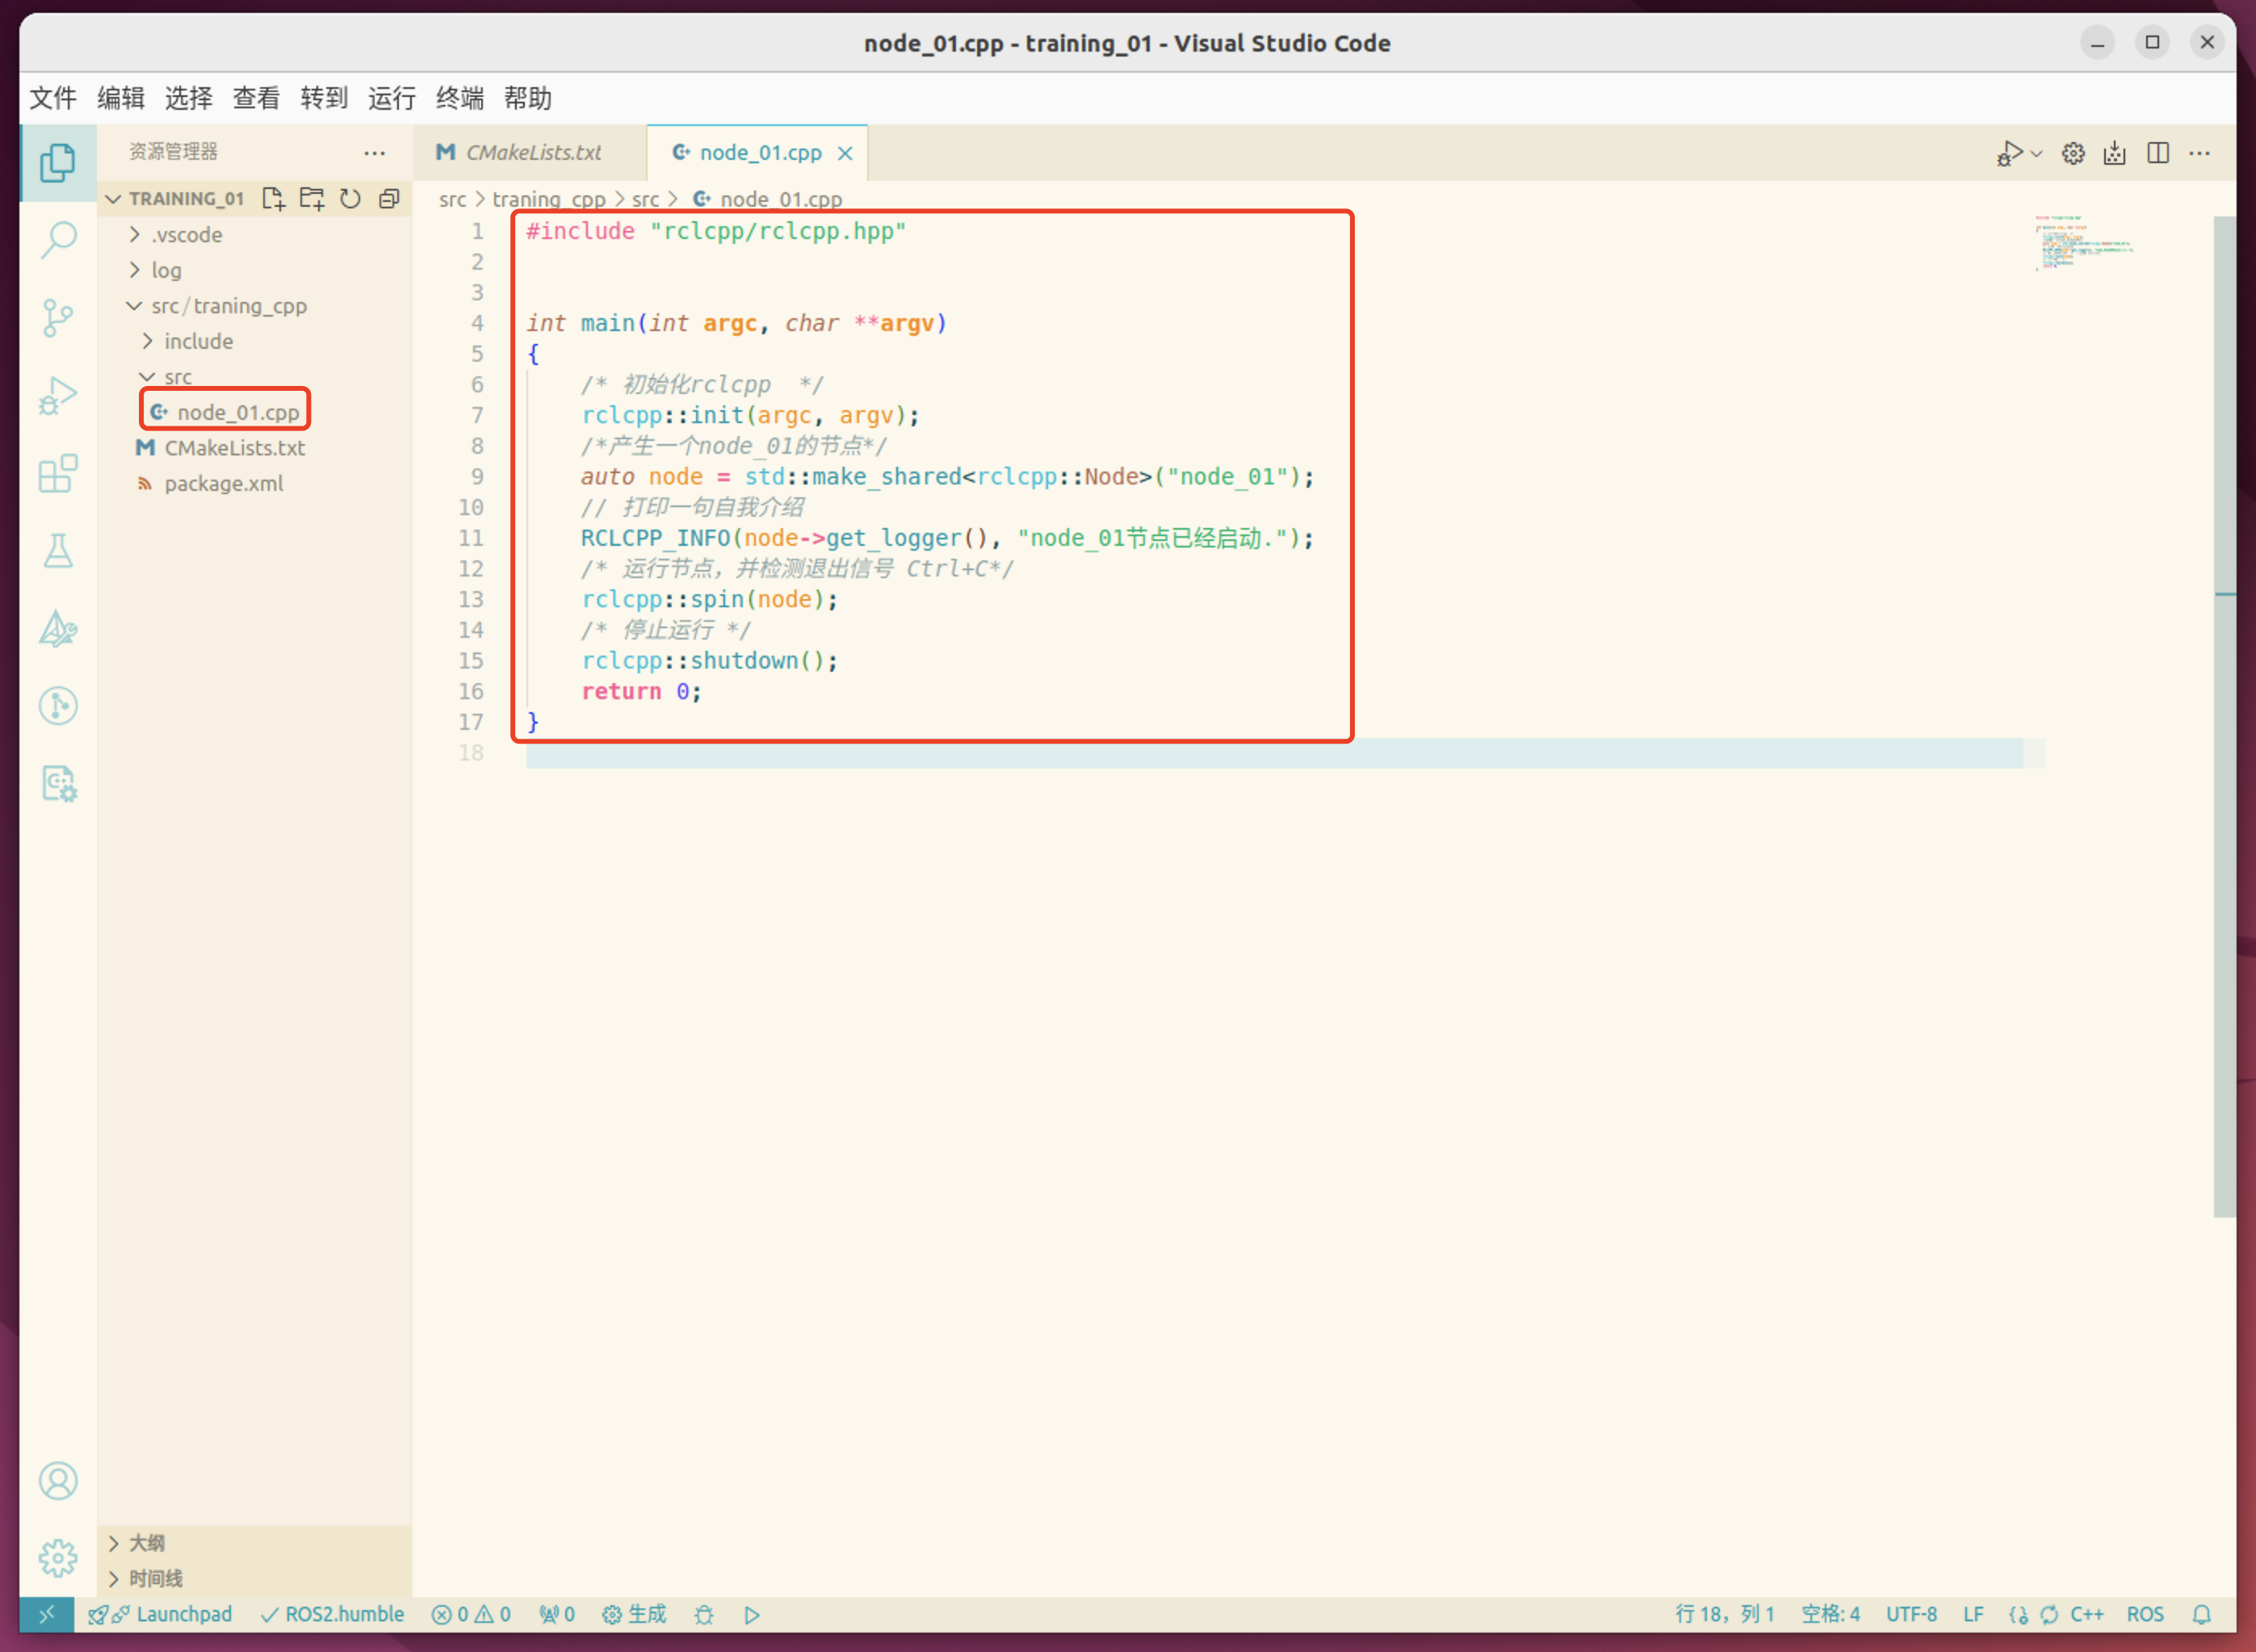 node_01.cpp - training_01 - Visual Studio Code
文件 编辑 选择 查看 转到 运行 终端 帮助
资源管理器
CMakeLists.txt
node_01.cpp
TRAINING_01
src > traning_cpp > src > node_01.cpp
.vscode
log
src/traning_cpp
include
src
node_01.cpp
CMakeLists.txt
package.xml
1 #include "rclcpp/rclcpp.hpp"
2
3
4 int main(int argc, char **argv)
5 {
6 /* 初始化rclcpp  */
7 rclcpp::init(argc, argv);
8 /*产生一个node_01的节点*/
9 auto node = std::make_shared<rclcpp::Node>("node_01");
10 // 打印一句自我介绍
11 RCLCPP_INFO(node->get_logger(), "node_01节点已经启动.");
12 /* 运行节点，并检测退出信号 Ctrl+C*/
13 rclcpp::spin(node);
14 /* 停止运行 */
15 rclcpp::shutdown();
16 return 0;
17 }
18
大纲
时间线
Launchpad ROS2.humble 0 0 0 生成 行 18，列 1 空格: 4 UTF-8 LF C++ ROS